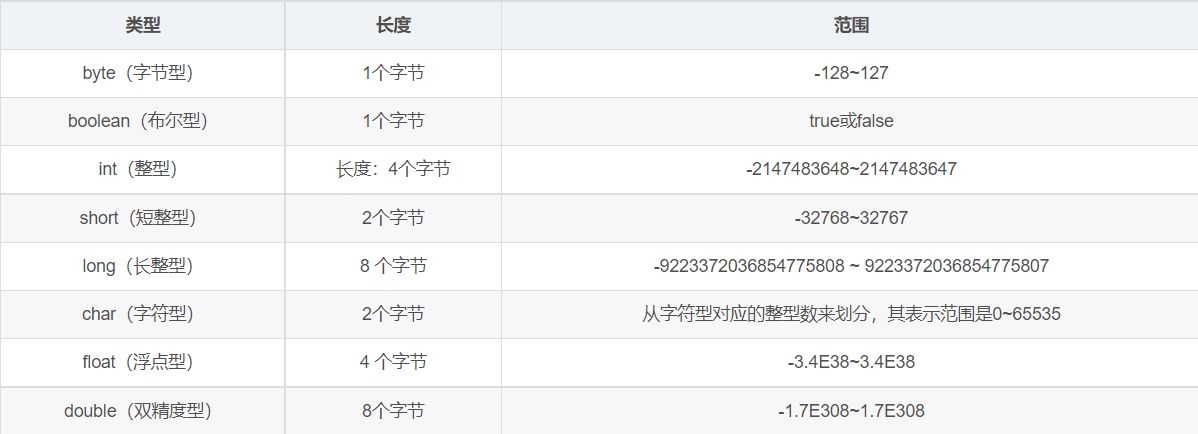 类型 长度 范围
byte（字节型） 1个字节 -128~127
boolean（布尔型） 1个字节 true或false
int（整型） 长度：4个字节 -2147483648~2147483647
short（短整型） 2个字节 -32768~32767
long（长整型） 8 个字节 -9223372036854775808 ~ 9223372036854775807
char（字符型） 2个字节 从字符型对应的整型数来划分，其表示范围是0~65535
float（浮点型） 4 个字节 -3.4E38~3.4E38
double（双精度型） 8个字节 -1.7E308~1.7E308